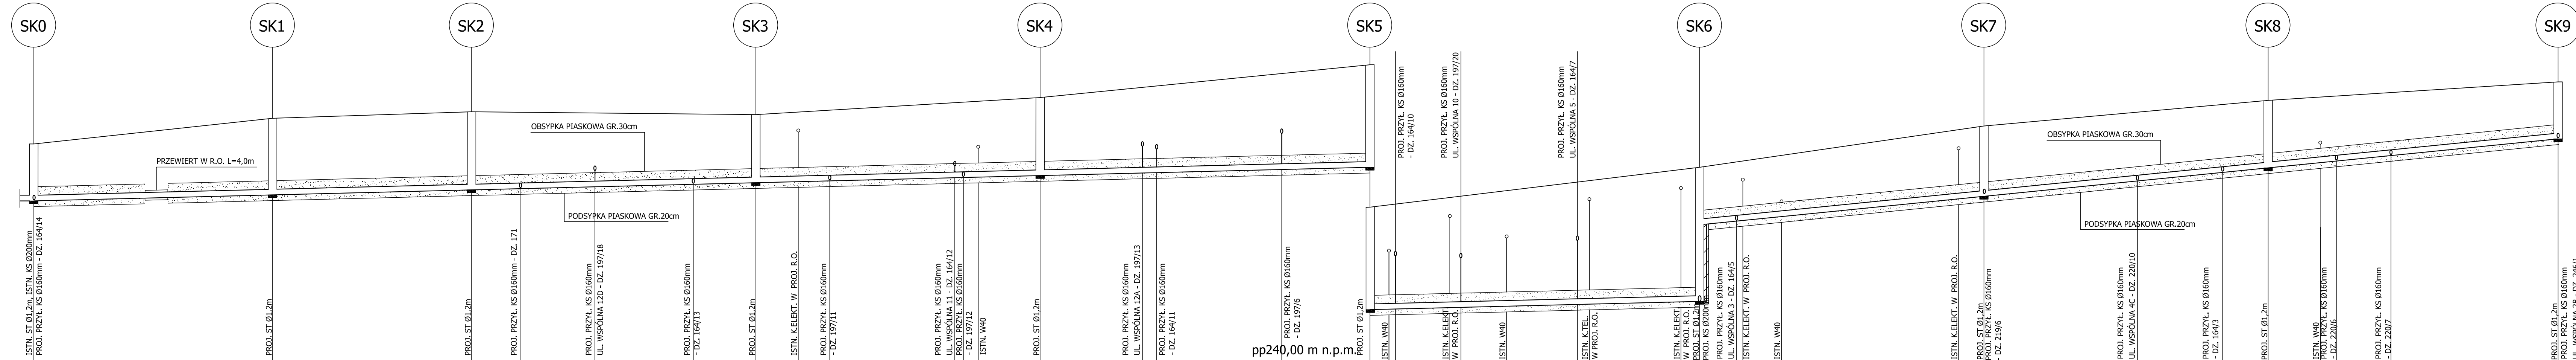 SK0
SK1
SK2
SK3
SK4
SK5
SK6
SK7
SK8
SK9
PRZEWIERT W R.O. L=4,0m
OBSYPKA PIASKOWA GR.30cm
PODSYPKA PIASKOWA GR.20cm
OBSYPKA PIASKOWA GR.30cm
PODSYPKA PIASKOWA GR.20cm
ISTN. ST Ø1,2m, ISTN. KS Ø200mm
PROJ. PRZYŁ. KS Ø160mm - DZ. 164/14
PROJ. ST Ø1,2m
PROJ. ST Ø1,2m
PROJ. PRZYŁ. KS Ø160mm - DZ. 171
PROJ. PRZYŁ. KS Ø160mm
UL. WSPÓLNA 12D - DZ. 197/18
PROJ. PRZYŁ. KS Ø160mm
- DZ. 164/13
PROJ. ST Ø1,2m
ISTN. K.ELEKT. W PROJ. R.O.
PROJ. PRZYŁ. KS Ø160mm
- DZ. 197/11
PROJ. PRZYŁ. KS Ø160mm
UL. WSPÓLNA 11 - DZ. 164/12
PROJ. PRZYŁ. KS Ø160mm
- DZ. 197/12
ISTN. W40
PROJ. ST Ø1,2m
PROJ. PRZYŁ. KS Ø160mm
UL. WSPÓLNA 12A - DZ. 197/13
PROJ. PRZYŁ. KS Ø160mm
- DZ. 164/11
PROJ. PRZYŁ. KS Ø160mm
- DZ. 197/6
pp240,00 m n.p.m.
PROJ. ST Ø1,2m
PROJ. PRZYŁ. KS Ø160mm
- DZ. 164/10
PROJ. PRZYŁ. KS Ø160mm
UL. WSPÓLNA 10 - DZ. 197/20
PROJ. PRZYŁ. KS Ø160mm
UL. WSPÓLNA 5 - DZ. 164/7
ISTN. W40
ISTN. K.ELEKT.
W PROJ. R.O.
ISTN. W40
ISTN. K.TEL.
W PROJ. R.O.
ISTN. K.ELEKT.
W PROJ. R.O.
PROJ. ST Ø1,2m
PROJ. KS Ø200mm
PROJ. PRZYŁ. KS Ø160mm
UL. WSPÓLNA 3 - DZ. 164/5
ISTN. K.ELEKT. W PROJ. R.O.
ISTN. W40
ISTN. K.ELEKT. W PROJ. R.O.
PROJ. ST Ø1,2m
PROJ. PRZYŁ. KS Ø160mm
- DZ. 219/6
PROJ. PRZYŁ. KS Ø160mm
UL. WSPÓLNA 4C - DZ. 220/10
PROJ. PRZYŁ. KS Ø160mm
- DZ. 164/3
PROJ. ST Ø1,2m
ISTN. W40
PROJ. PRZYŁ. KS Ø160mm
- DZ. 220/6
PROJ. PRZYŁ. KS Ø160mm
- DZ. 220/7
PROJ. ST Ø1,2m
PROJ. PRZYŁ. KS Ø160mm